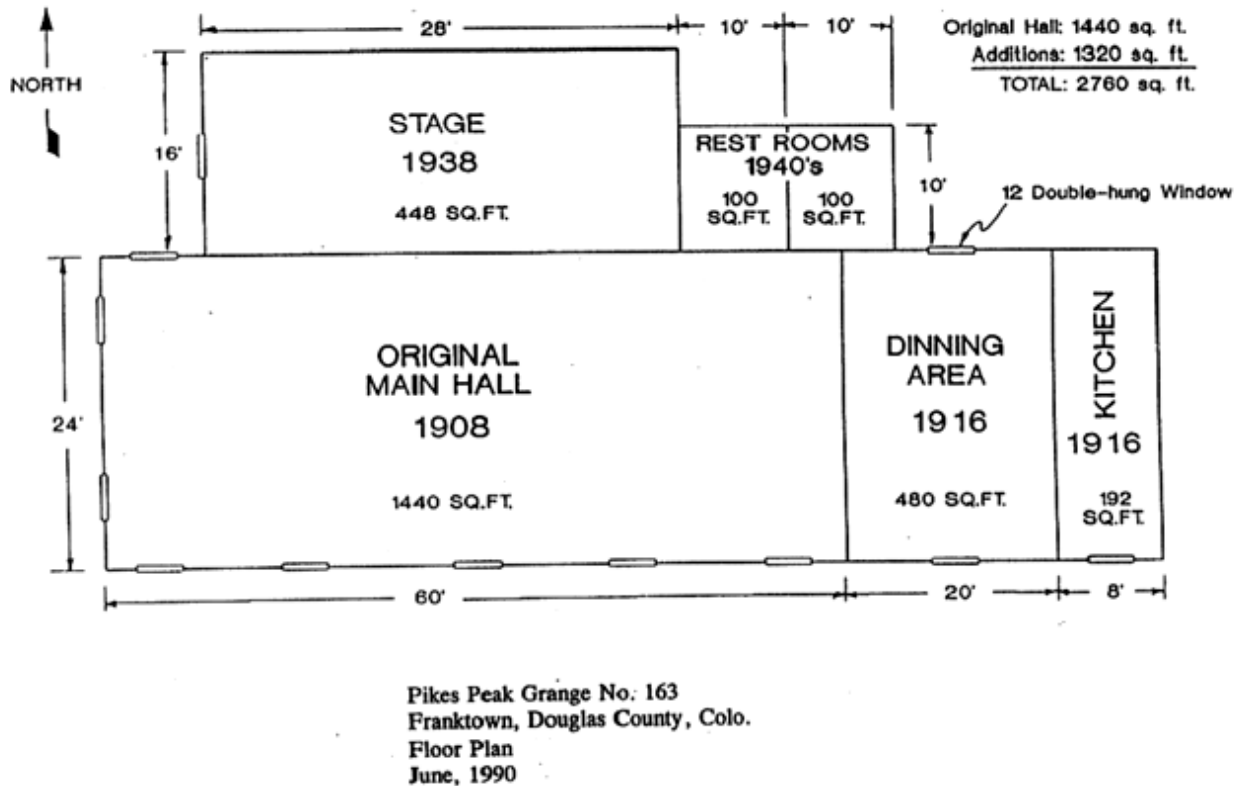 28'
10'
10'
Original Hall: 1440 sq. ft.
Additions: 1320 sq. ft.
TOTAL: 2760 sq. ft.
NORTH
16'
STAGE
1938
448 SQ.FT.
REST ROOMS
1940's
100
SQ.FT.
100
SQ.FT.
10'
12 Double-hung Window
24'
ORIGINAL
MAIN HALL
1908
1440 SQ.FT.
DINNING
AREA
1916
480 SQ.FT.
KITCHEN
1916
192
SQ.FT.
60'
20'
8'
Pikes Peak Grange No. 163
Franktown, Douglas County, Colo.
Floor Plan
June, 1990